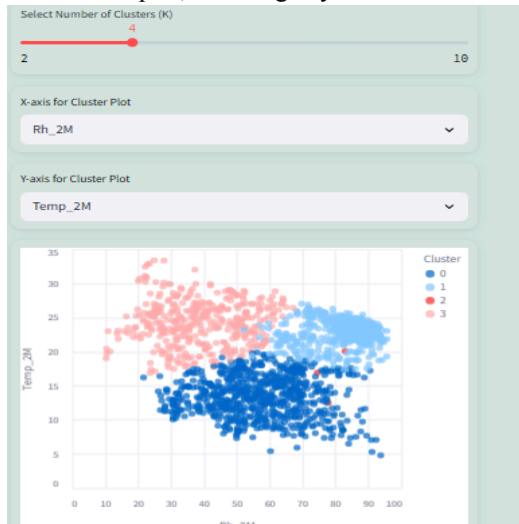 Select Number of Clusters (K)
4
2 10
X-axis for Cluster Plot
Rh_2M
Y-axis for Cluster Plot
Temp_2M
Cluster
0
1
2
3
35
30
25
20
15
10
5
0
Temp_2M
0 10 20 30 40 50 60 70 80 90 100